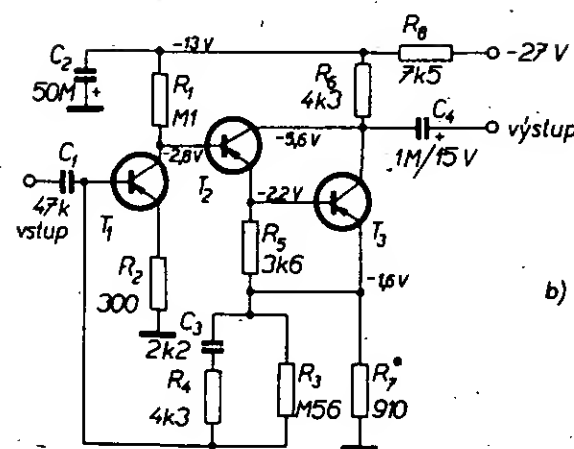 -13 V
R8
7k5
-27 V
C2
50M
+
R1
M1
R6
4k3
C4
+
1M/15 V
výstup
-2,8V
-5,6V
C1
47k
vstup
T1
T2
-2,2V
T3
R5
3k6
R2
300
-1,6V
b)
C3
2k2
R4
4k3
R3
M56
R7*
910